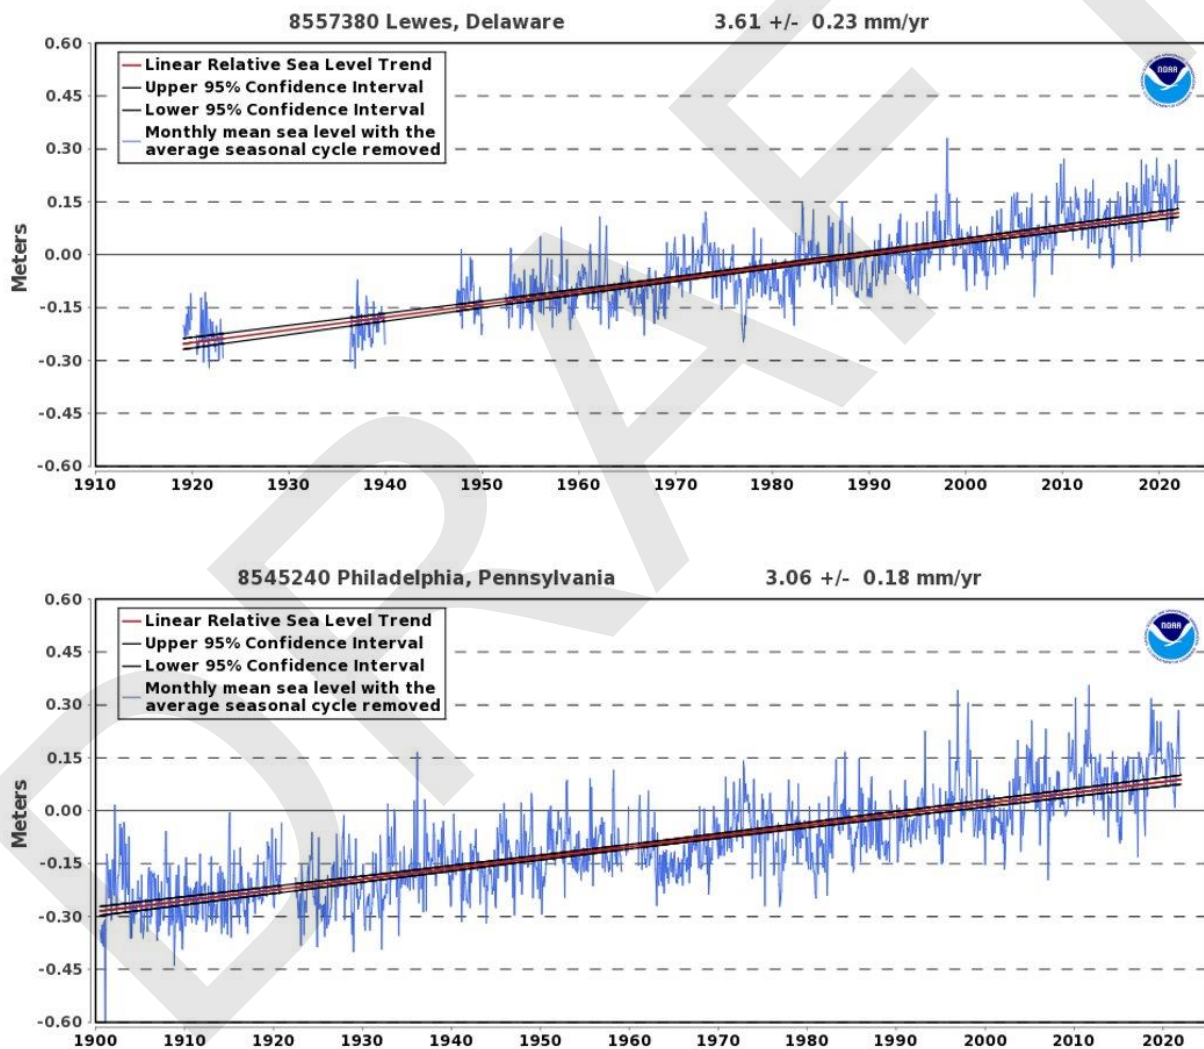 8557380 Lewes, Delaware 3.61 +/- 0.23 mm/yr
0.60
0.45
0.30
0.15
0.00
-0.15
-0.30
-0.45
-0.60
Meters
Linear Relative Sea Level Trend
Upper 95% Confidence Interval
Lower 95% Confidence Interval
Monthly mean sea level with the
average seasonal cycle removed
NOAA
1910 1920 1930 1940 1950 1960 1970 1980 1990 2000 2010 2020
8545240 Philadelphia, Pennsylvania 3.06 +/- 0.18 mm/yr
0.60
0.45
0.30
0.15
0.00
-0.15
-0.30
-0.45
-0.60
Meters
Linear Relative Sea Level Trend
Upper 95% Confidence Interval
Lower 95% Confidence Interval
Monthly mean sea level with the
average seasonal cycle removed
NOAA
1900 1910 1920 1930 1940 1950 1960 1970 1980 1990 2000 2010 2020
DRAFT